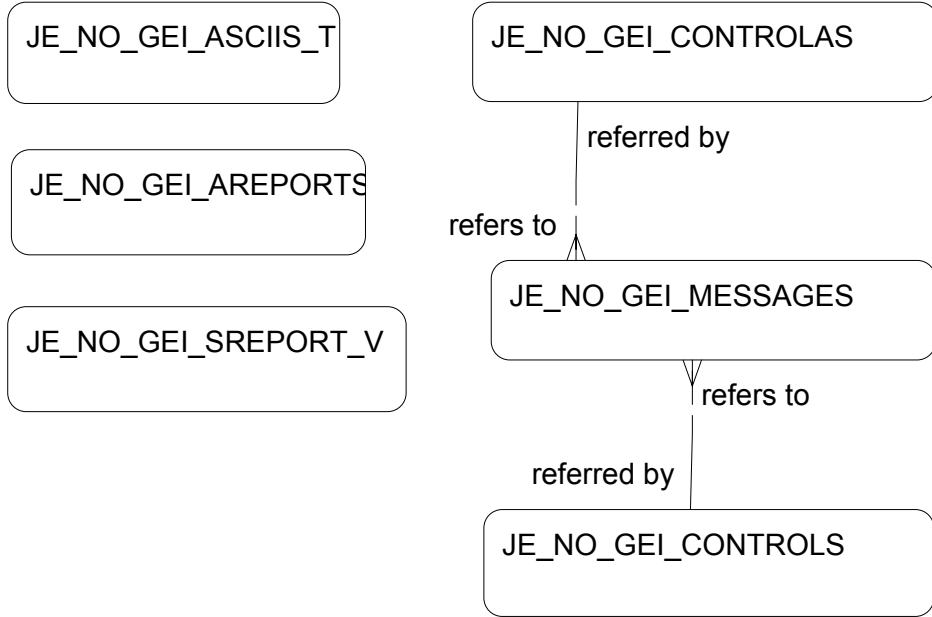 JE_NO_GEI_ASCIIS_T
JE_NO_GEI_CONTROLAS
referred by
JE_NO_GEI_AREPORTS
refers to
JE_NO_GEI_MESSAGES
JE_NO_GEI_SREPORT_V
refers to
referred by
JE_NO_GEI_CONTROLS